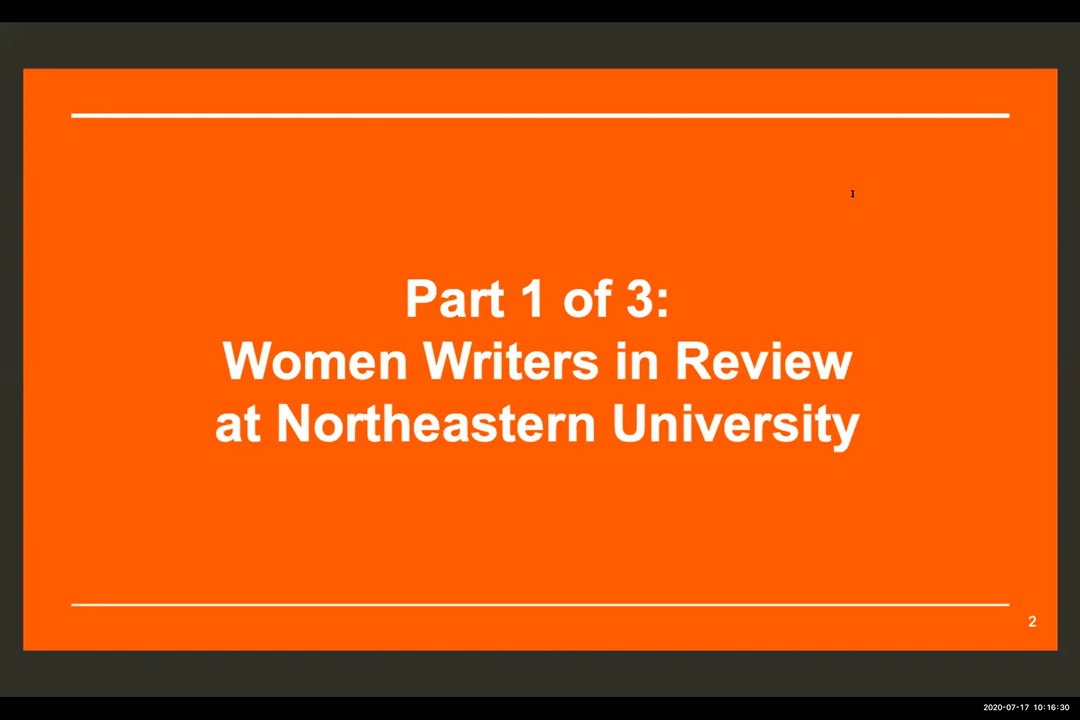 Part 1 of 3:
Women Writers in Review
at Northeastern University
2
2020-07-17 10:16:30